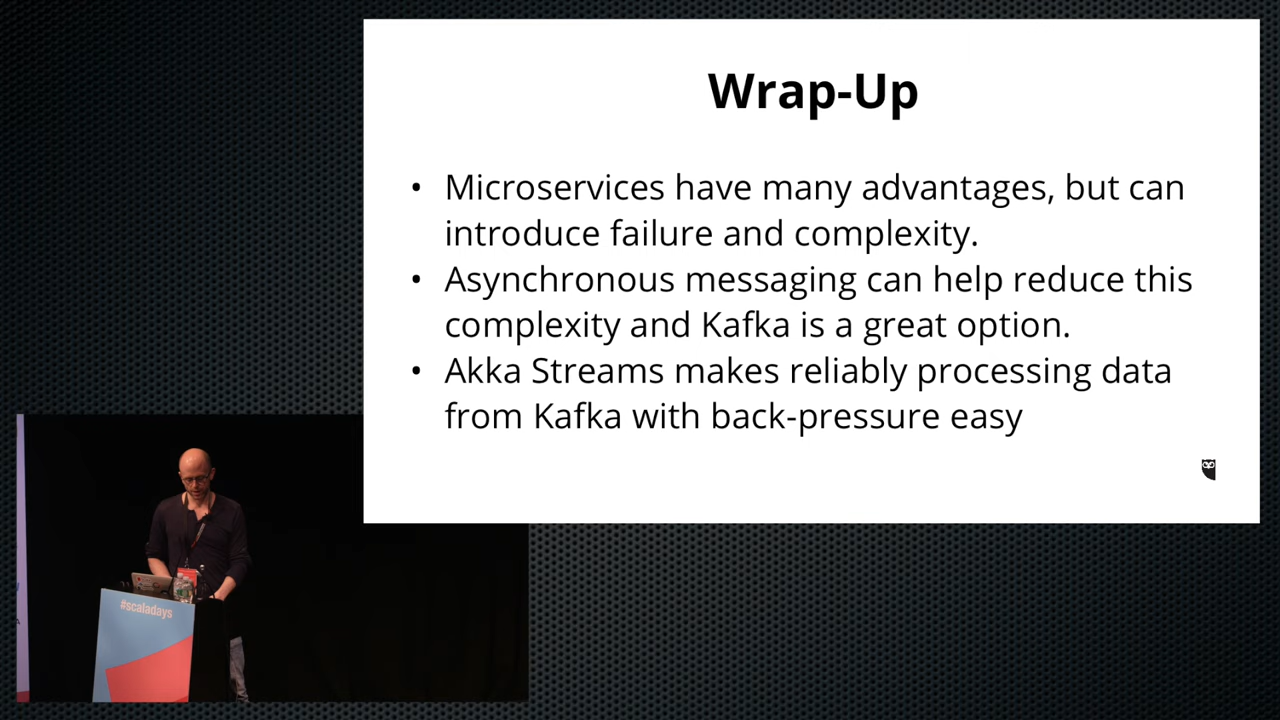 Wrap-Up
• Microservices have many advantages, but can
introduce failure and complexity.
• Asynchronous messaging can help reduce this
complexity and Kafka is a great option.
• Akka Streams makes reliably processing data
from Kafka with back-pressure easy
#scaladays